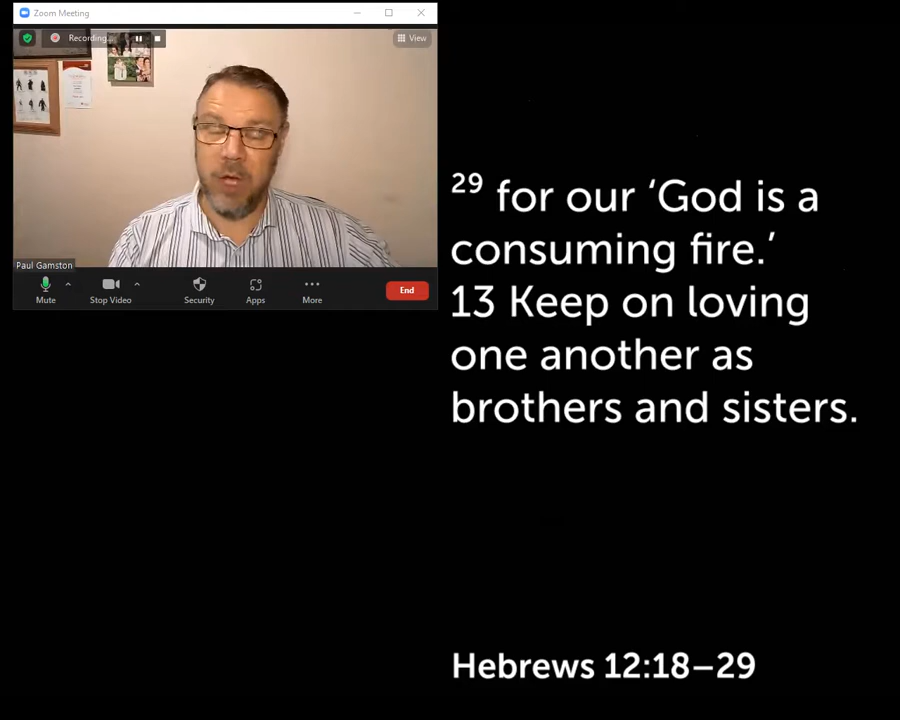 Zoom Meeting
Recording...
View
Paul Gamston
Mute
Stop Video
Security
Apps
More
End
29 for our ‘God is a
consuming fire.’
13 Keep on loving
one another as
brothers and sisters.
Hebrews 12:18–29